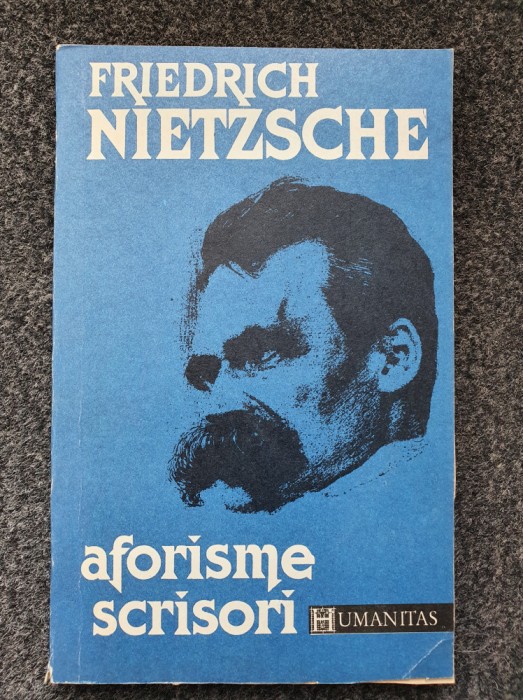 FRIEDRICH
NIETZSCHE
aforisme
scrisori
HUMANITAS